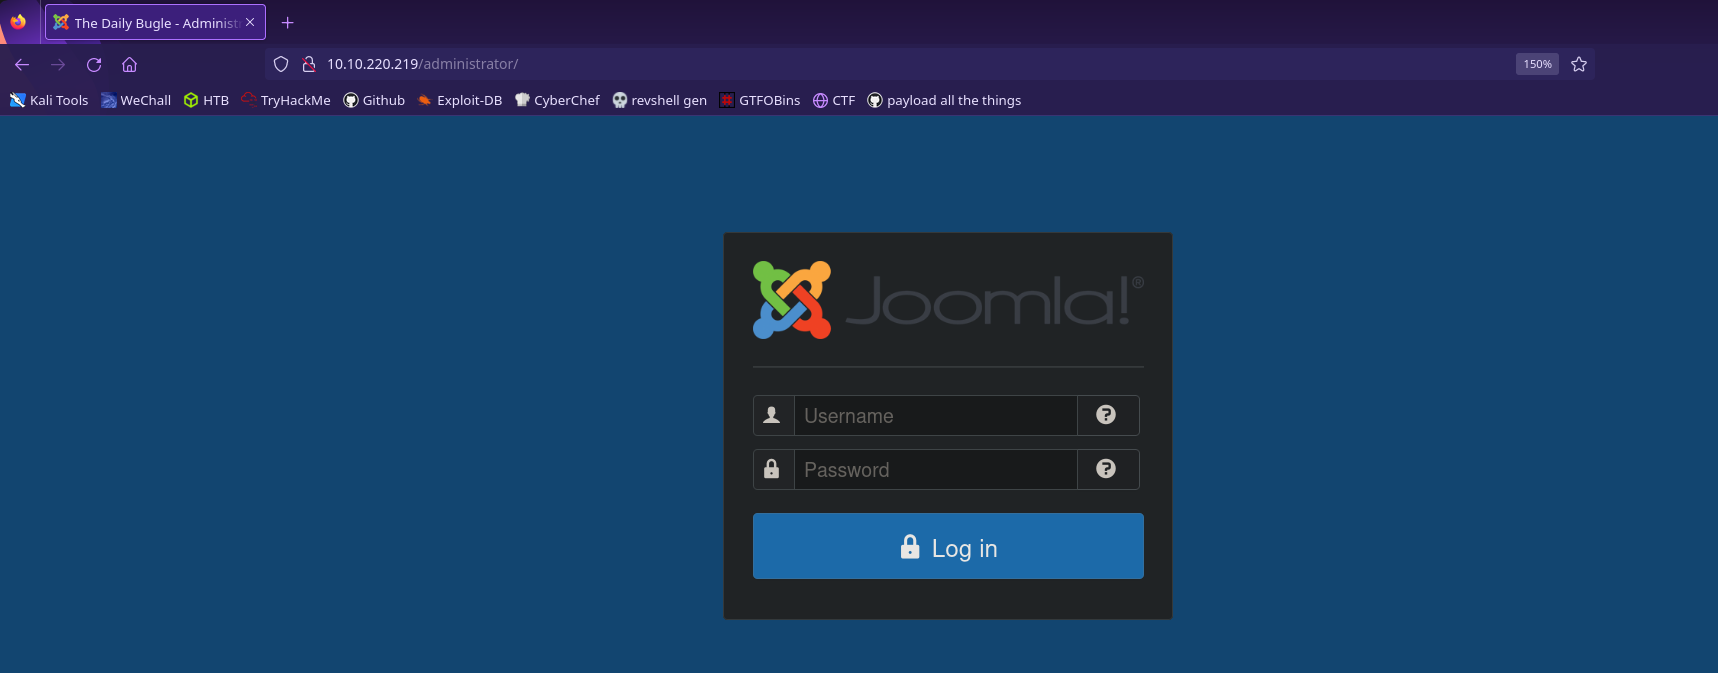 The Daily Bugle - Administr
10.10.220.219/administrator/
150%
Kali Tools WeChall HTB TryHackMe Github Exploit-DB CyberChef revshell gen GTFOBins CTF payload all the things
Joomla!®
Username
Password
Log in